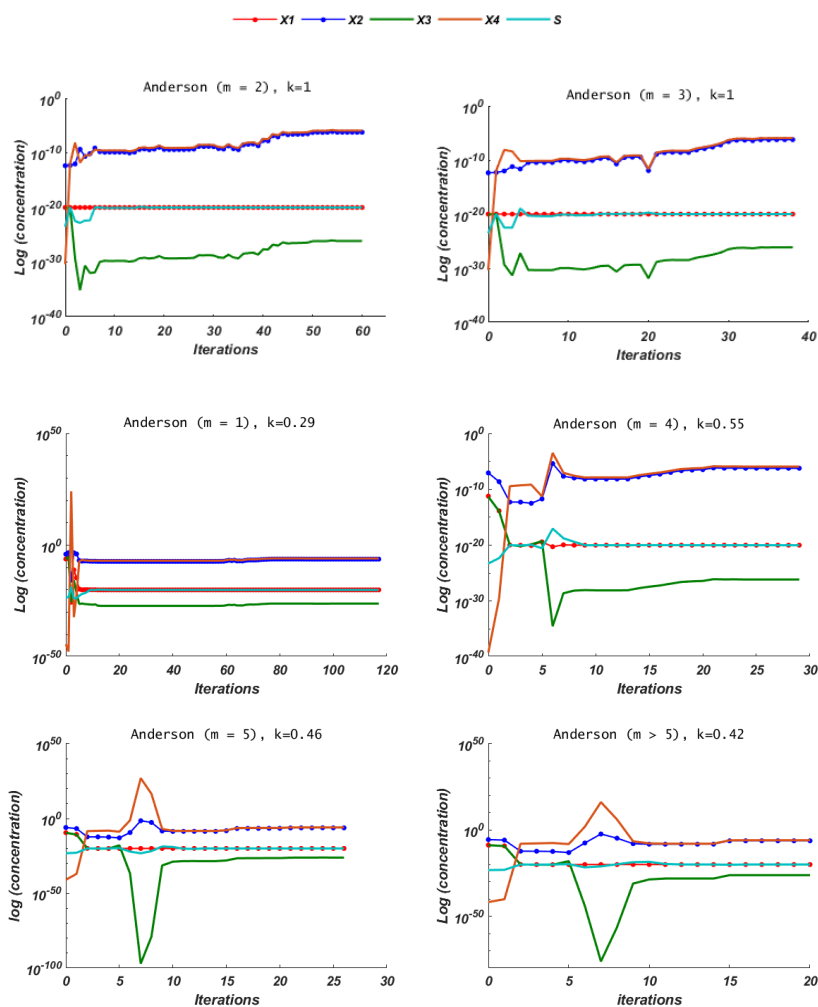 X1 X2 X3 X4 S
Anderson (m = 2), k=1
Log (concentration)
10^0
10^-10
10^-20
10^-30
10^-40
0 10 20 30 40 50 60
Iterations
Anderson (m = 3), k=1
Log (concentration)
10^0
10^-10
10^-20
10^-30
10^-40
0 10 20 30 40
Iterations
Anderson (m = 1), k=0.29
Log (concentration)
10^50
10^0
10^-50
0 20 40 60 80 100 120
Iterations
Anderson (m = 4), k=0.55
Log (concentration)
10^0
10^-10
10^-20
10^-30
10^-40
0 5 10 15 20 25 30
Iterations
Anderson (m = 5), k=0.46
log (concentration)
10^50
10^0
10^-50
10^-100
0 5 10 15 20 25 30
Iterations
Anderson (m > 5), k=0.42
Log (concentration)
10^50
10^0
10^-50
10^-100
0 5 10 15 20
iterations